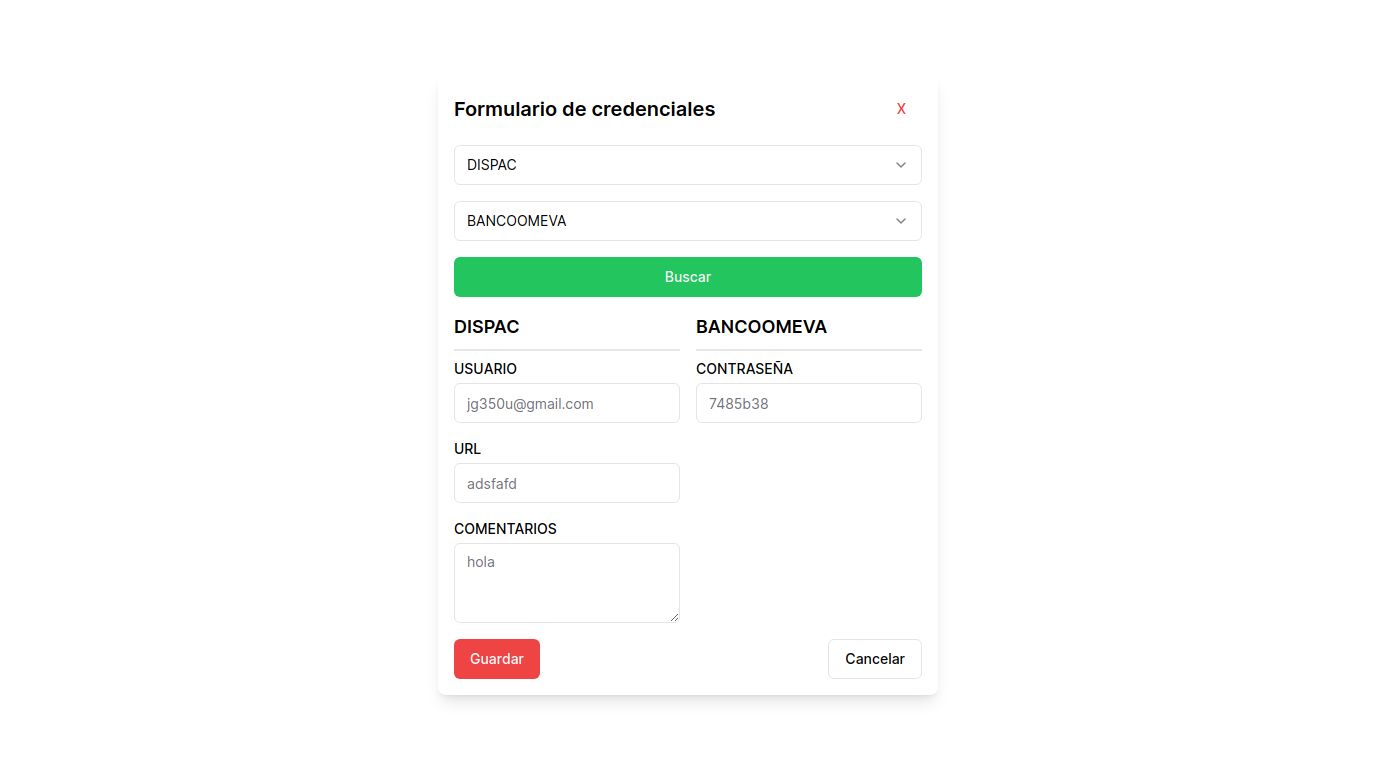 Formulario de credenciales X
DISPAC
BANCOOMEVA
Buscar
DISPAC BANCOOMEVA
USUARIO CONTRASEÑA
jg350u@gmail.com 7485b38
URL
adsfafd
COMENTARIOS
hola
Guardar Cancelar